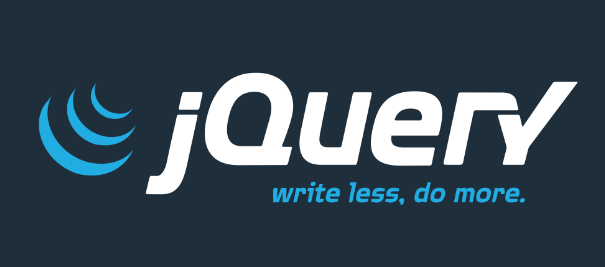 jQuery
write less, do more.